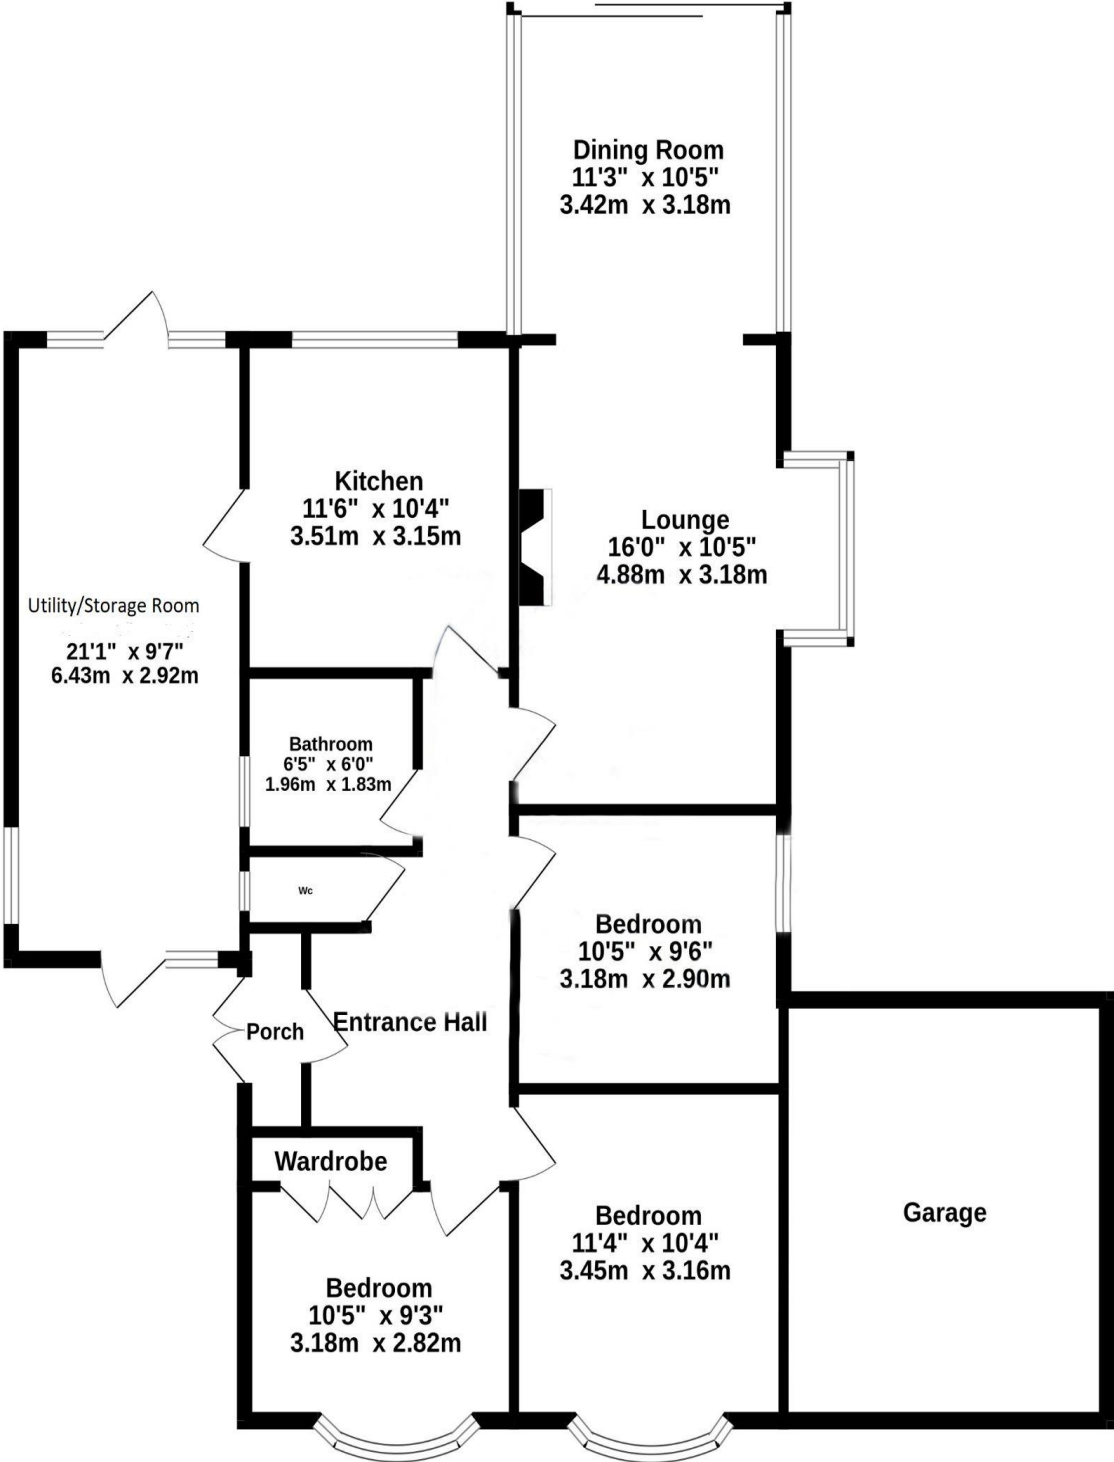 Dining Room
11'3" x 10'5"
3.42m x 3.18m
Kitchen
11'6" x 10'4"
3.51m x 3.15m
Lounge
16'0" x 10'5"
4.88m x 3.18m
Utility/Storage Room
21'1" x 9'7"
6.43m x 2.92m
Bathroom
6'5" x 6'0"
1.96m x 1.83m
Wc
Bedroom
10'5" x 9'6"
3.18m x 2.90m
Porch
Entrance Hall
Wardrobe
Bedroom
11'4" x 10'4"
3.45m x 3.16m
Garage
Bedroom
10'5" x 9'3"
3.18m x 2.82m